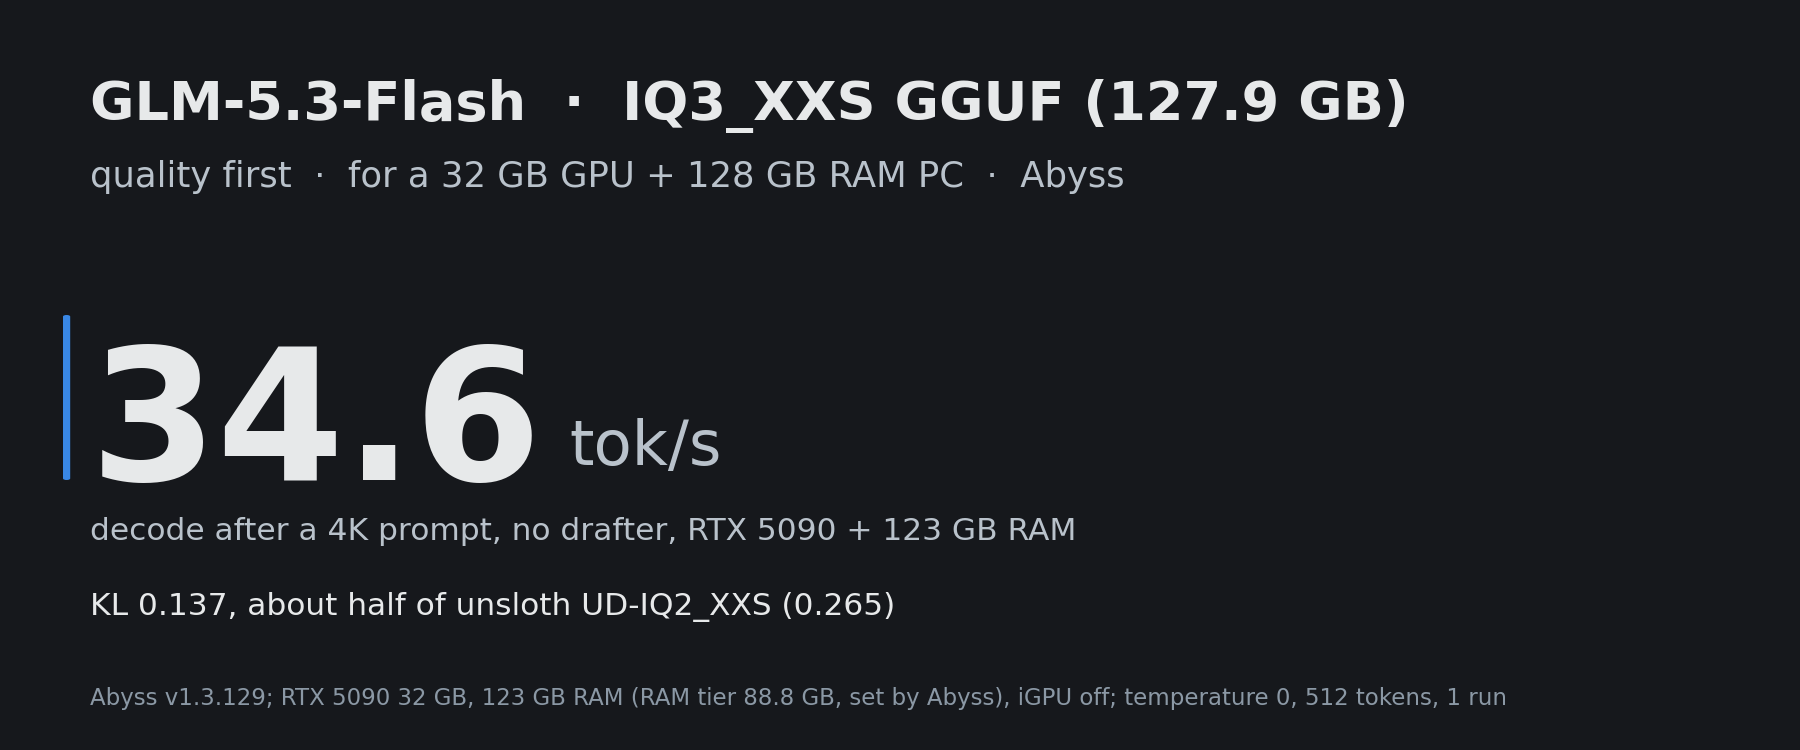 GLM-5.3-Flash · IQ3_XXS GGUF (127.9 GB)
quality first · for a 32 GB GPU + 128 GB RAM PC · Abyss
34.6 tok/s
decode after a 4K prompt, no drafter, RTX 5090 + 123 GB RAM
KL 0.137, about half of unsloth UD-IQ2_XXS (0.265)
Abyss v1.3.129; RTX 5090 32 GB, 123 GB RAM (RAM tier 88.8 GB, set by Abyss), iGPU off; temperature 0, 512 tokens, 1 run